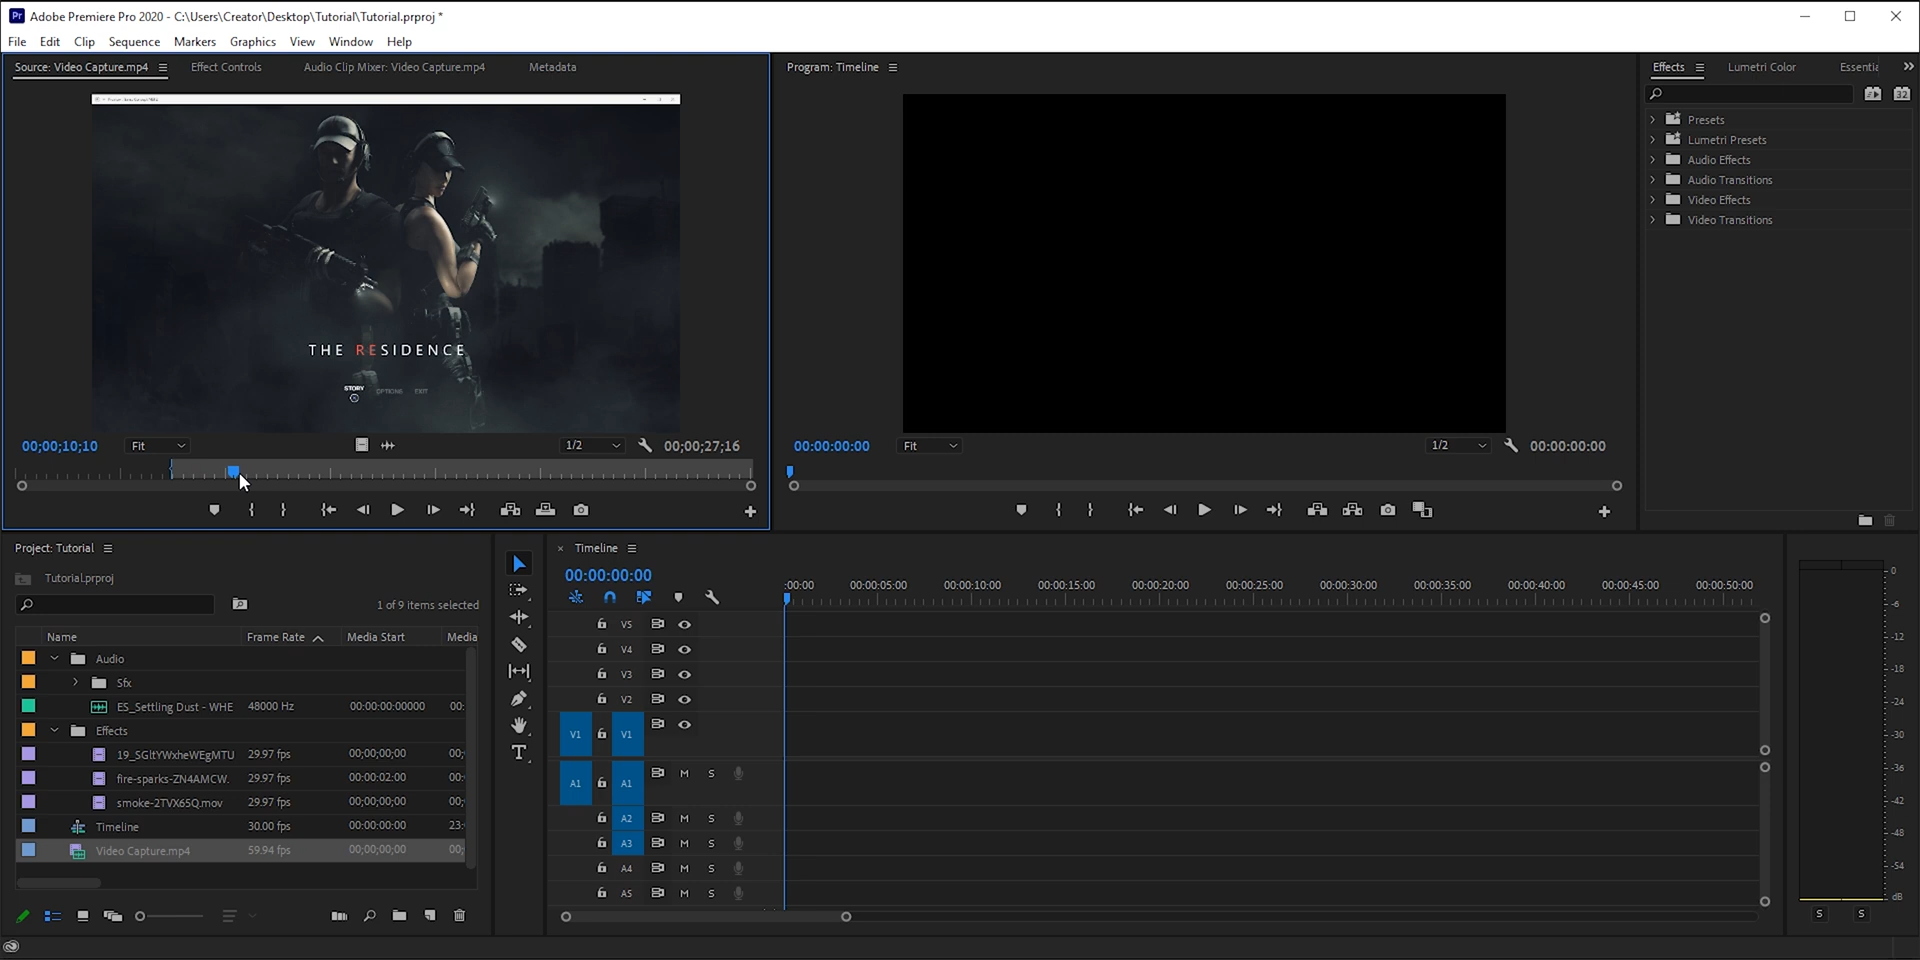 Adobe Premiere Pro 2020 - C:\Users\Creator\Desktop\Tutorial\Tutorial.prproj *
File Edit Clip Sequence Markers Graphics View Window Help
Source: Video Capture.mp4 Effect Controls Audio Clip Mixer: Video Capture.mp4 Metadata
Program: Timeline
Effects Lumetri Color Essentia
32
Presets
Lumetri Presets
Audio Effects
Audio Transitions
Video Effects
Video Transitions
THE RESIDENCE
STORY OPTIONS EXIT
00;00;10;10 Fit 1/2 00;00;27;16
00:00:00:00 Fit 1/2 00:00:00:00
Project: Tutorial
Tutorial.prproj
1 of 9 items selected
Name Frame Rate Media Start Media
Audio
Sfx
ES_Settling Dust - WHE 48000 Hz 00:00:00:00000 00:
Effects
19_SGltYWxheWEgMTU 29.97 fps 00;00;00;00 00;
fire-sparks-ZN4AMCW. 29.97 fps 00:00:02:00 00:
smoke-2TVX65Q.mov 29.97 fps 00;00;00;00 00;
Timeline 30.00 fps 00:00:00:00 23:
Video Capture.mp4 59.94 fps 00;00;00;00 00;
× Timeline
00:00:00:00
:00:00 00:00:05:00 00:00:10:00 00:00:15:00 00:00:20:00 00:00:25:00 00:00:30:00 00:00:35:00 00:00:40:00 00:00:45:00 00:00:50:00
V5
V4
V3
V2
V1 V1
A1 A1 M S
A2 M S
A3 M S
A4 M S
A5 M S
0
-6
-12
-18
-24
-30
-36
-42
-48
-54
dB
S S